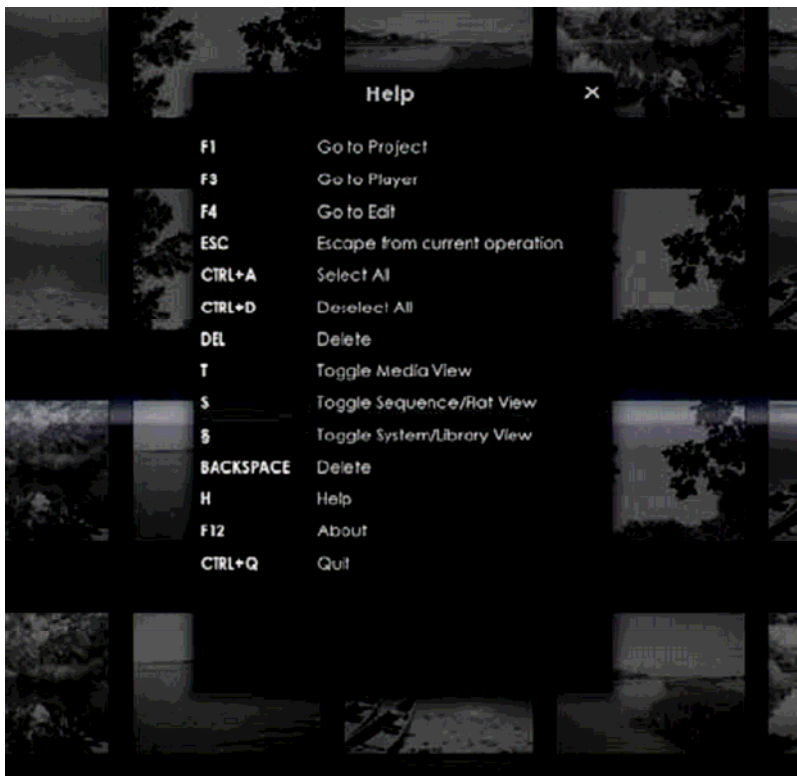 Help ×
F1 Go to Project
F3 Go to Player
F4 Go to Edit
ESC Escape from current operation
CTRL+A Select All
CTRL+D Deselect All
DEL Delete
T Toggle Media View
S Toggle Sequence/Flat View
§ Toggle System/Library View
BACKSPACE Delete
H Help
F12 About
CTRL+Q Quit